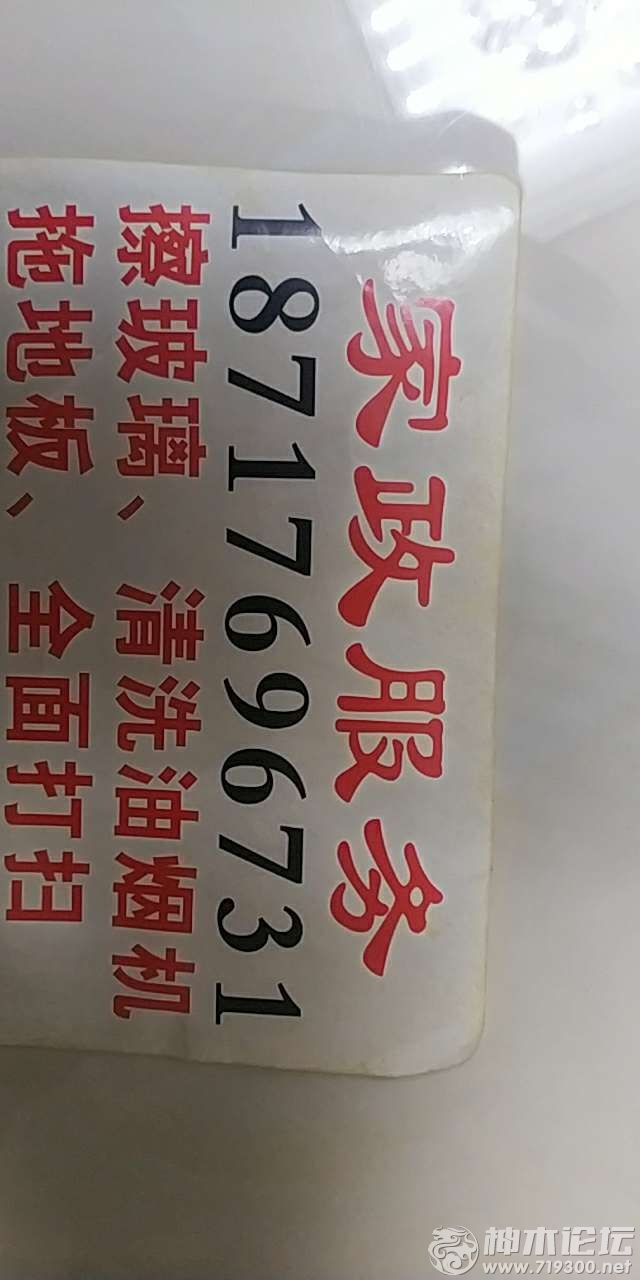 家政服务
18717696731
擦玻璃、清洗油烟机
拖地板、全面打扫
神木论坛
www.719300.net